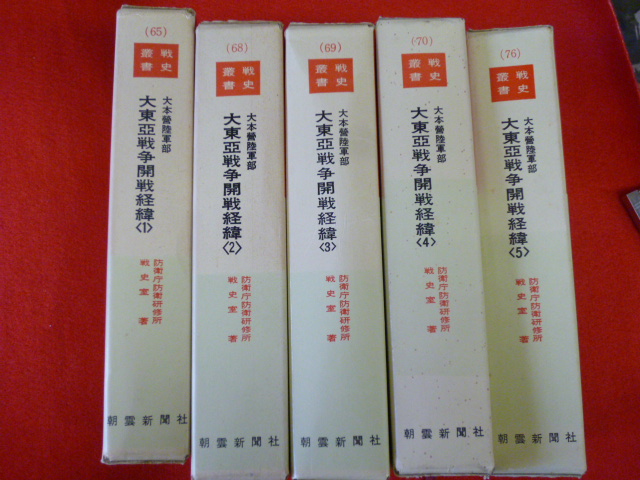 (65)
戦史
叢書
大本營陸軍部
大東亞戦争開戦経緯〈1〉
防衛庁防衛研修所
戦史室 著
朝雲新聞社
(68)
戦史
叢書
大本營陸軍部
大東亞戦争開戦経緯〈2〉
防衛庁防衛研修所
戦史室 著
朝雲新聞社
(69)
戦史
叢書
大本營陸軍部
大東亞戦争開戦経緯〈3〉
防衛庁防衛研修所
戦史室 著
朝雲新聞社
(70)
戦史
叢書
大本營陸軍部
大東亞戦争開戦経緯〈4〉
防衛庁防衛研修所
戦史室 著
朝雲新聞社
(76)
戦史
叢書
大本營陸軍部
大東亞戦争開戦経緯〈5〉
防衛庁防衛研修所
戦史室 著
朝雲新聞社